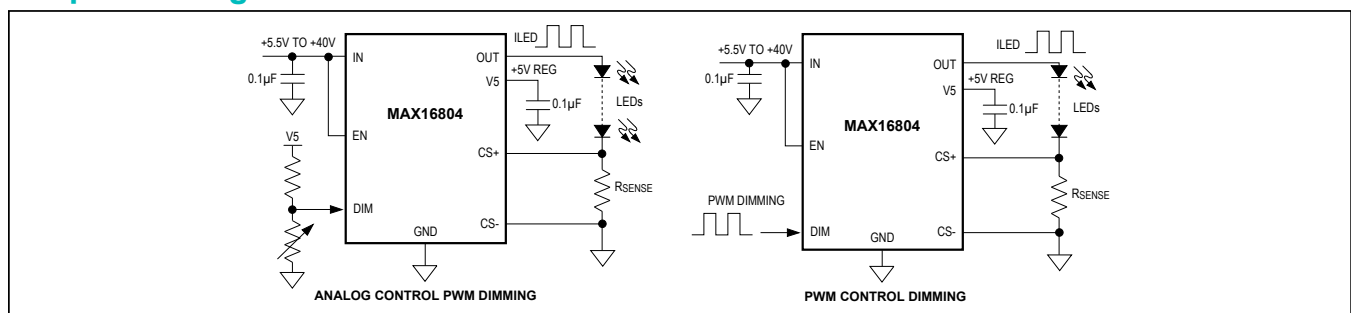 +5.5V TO +40V
IN
0.1µF
EN
V5
DIM
MAX16804
GND
OUT
ILED
V5
+5V REG
0.1µF
LEDs
CS+
RSENSE
CS-
ANALOG CONTROL PWM DIMMING
+5.5V TO +40V
IN
0.1µF
EN
PWM DIMMING
DIM
MAX16804
GND
OUT
ILED
V5
+5V REG
0.1µF
LEDs
CS+
RSENSE
CS-
PWM CONTROL DIMMING